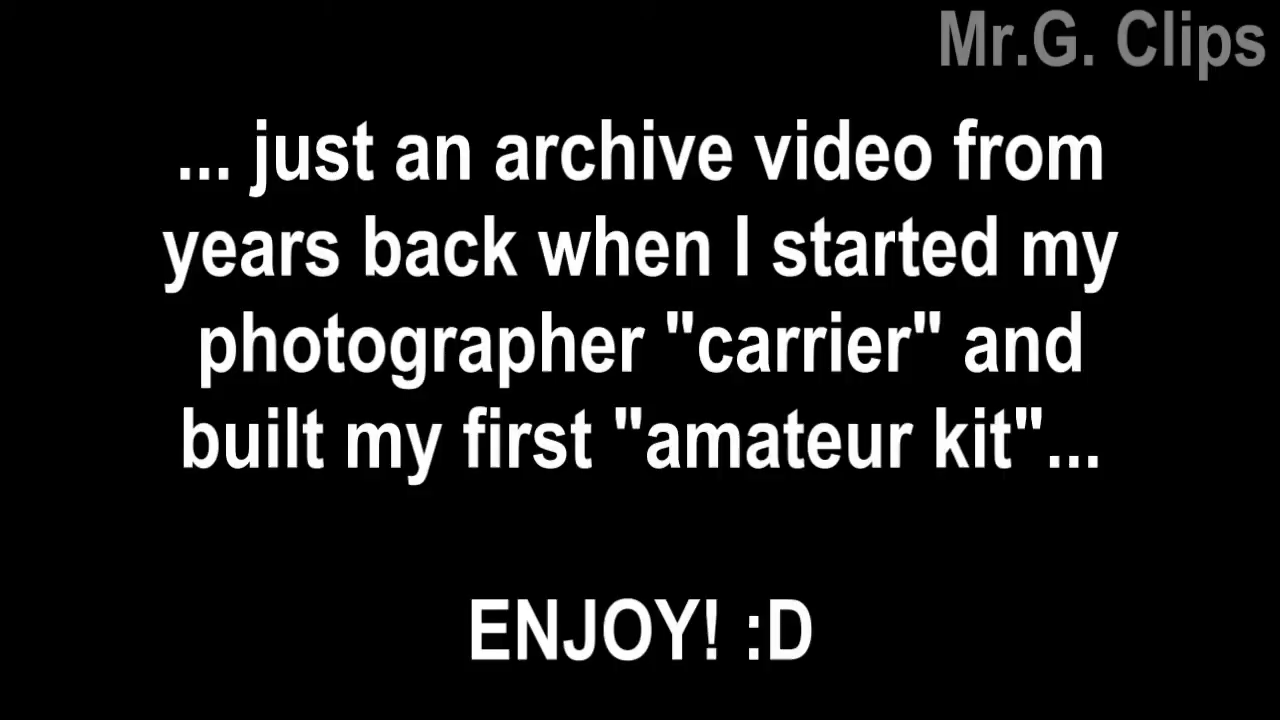 Mr.G. Clips
... just an archive video from
years back when I started my
photographer "carrier" and
built my first "amateur kit"...
ENJOY! :D